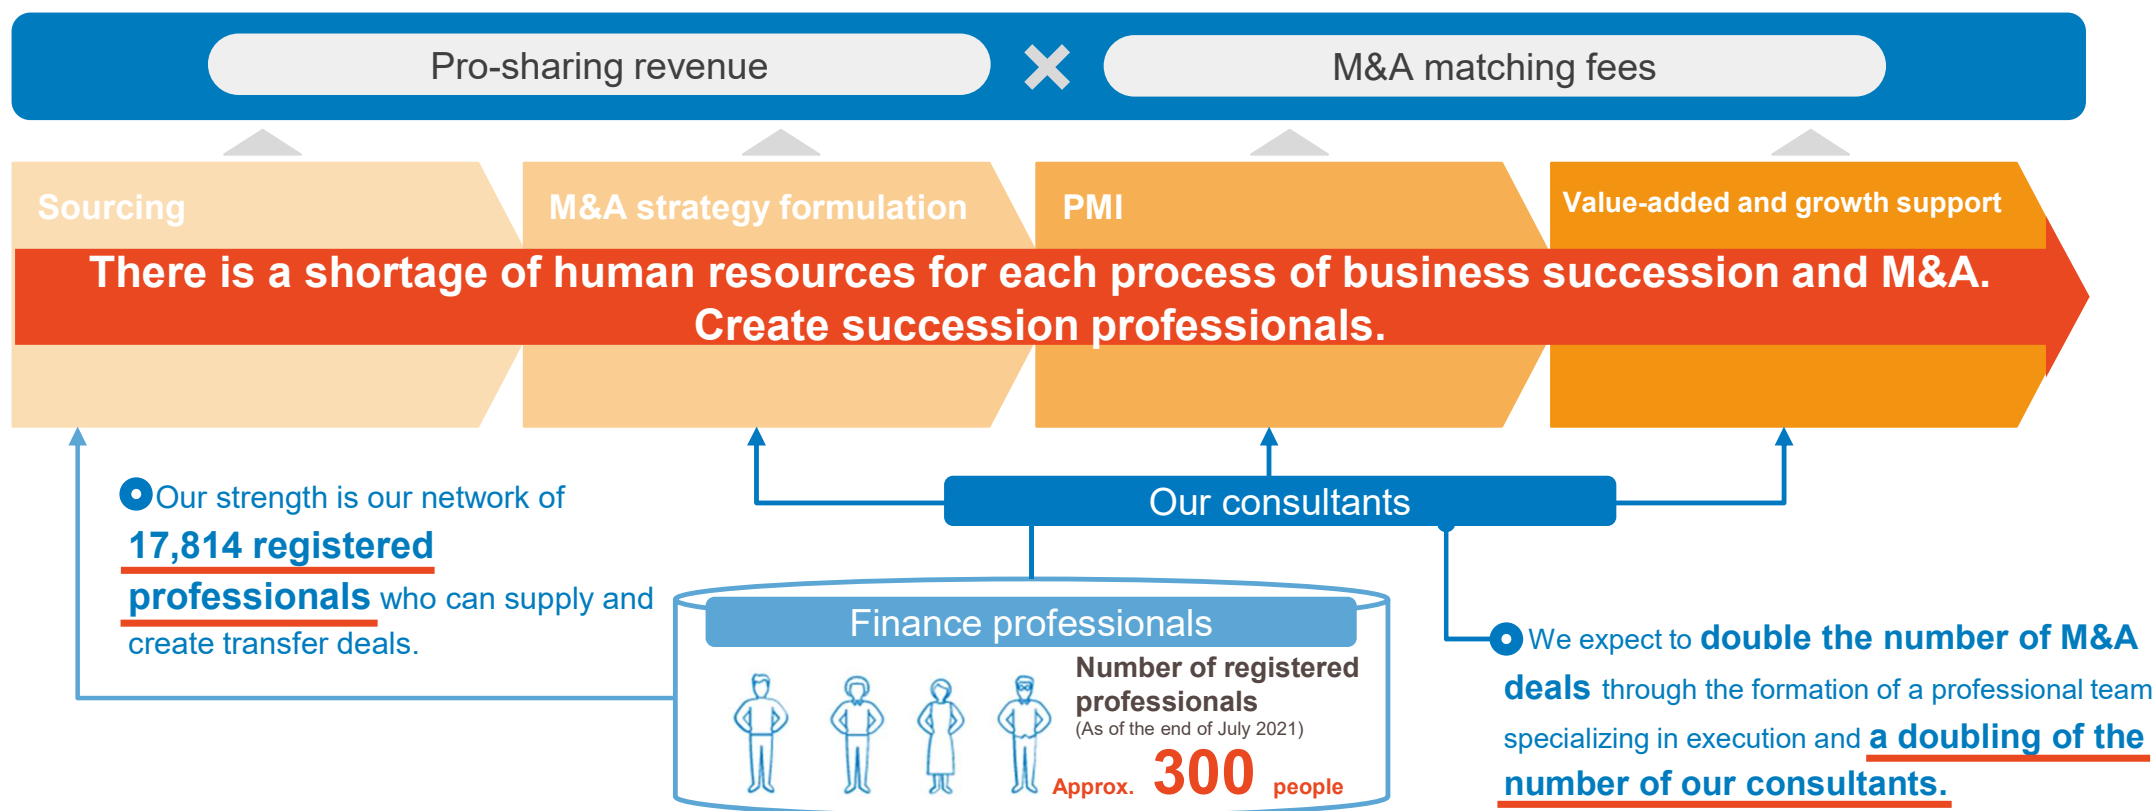 Pro-sharing revenue
M&A matching fees
Sourcing
M&A strategy formulation
PMI
Value-added and growth support
There is a shortage of human resources for each process of business succession and M&A.
Create succession professionals.
Our strength is our network of
17,814 registered
professionals who can supply and
create transfer deals.
Our consultants
Finance professionals
Number of registered
professionals
(As of the end of July 2021)
Approx. 300 people
We expect to double the number of M&A
deals through the formation of a professional team
specializing in execution and a doubling of the
number of our consultants.